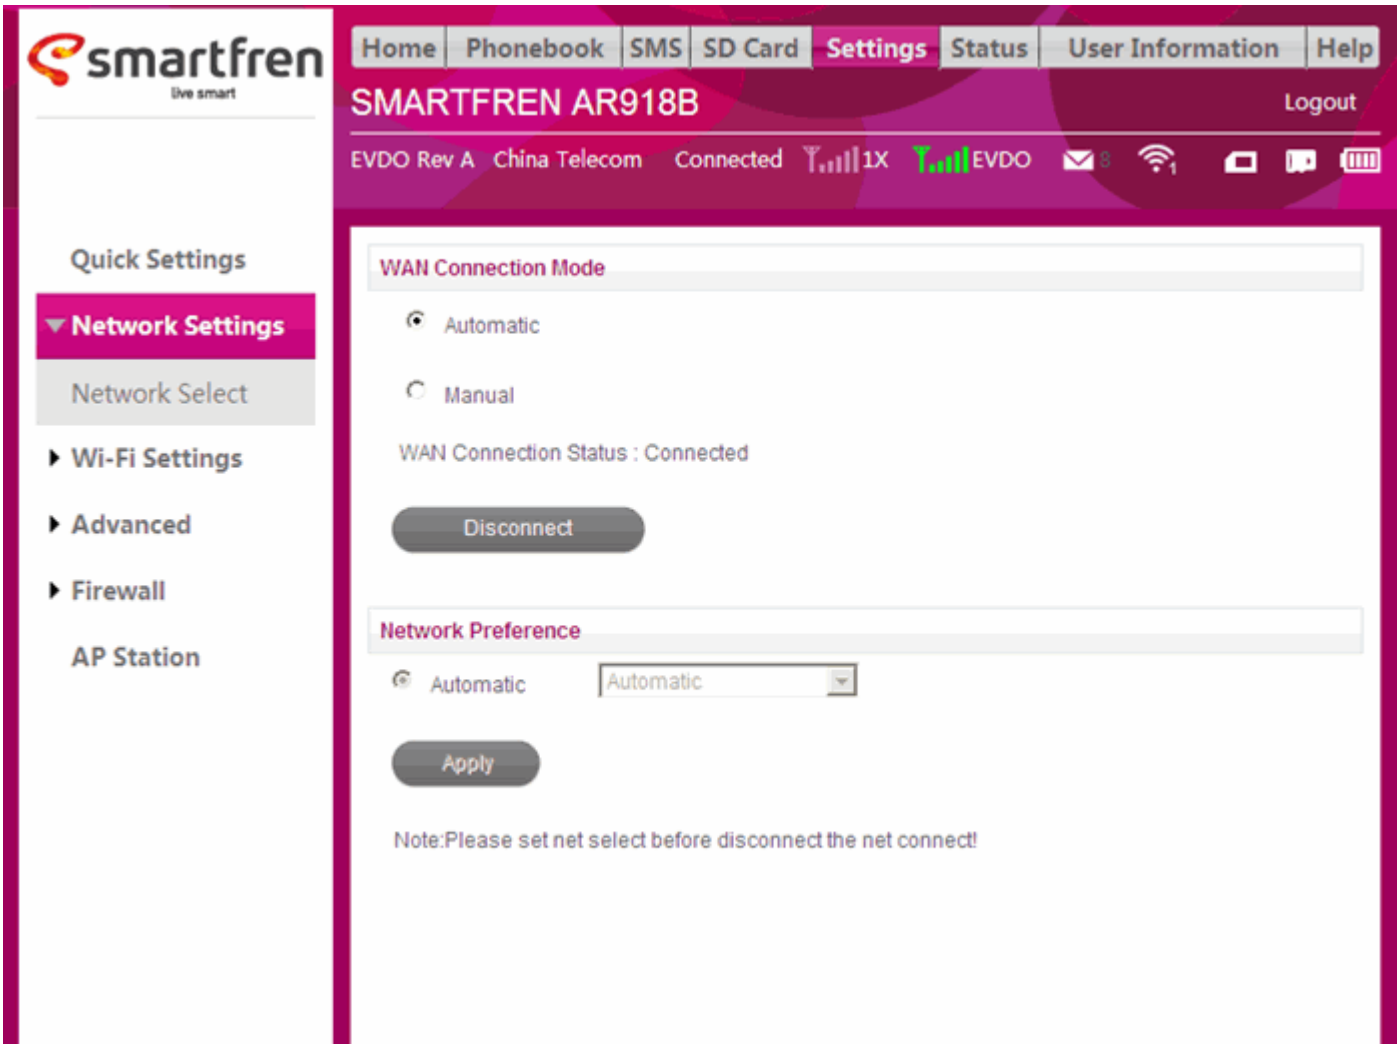 smartfren
live smart
Home Phonebook SMS SD Card Settings Status User Information Help
SMARTFREN AR918B
Logout
EVDO Rev A China Telecom Connected 1X EVDO 8 1
Quick Settings
Network Settings
Network Select
Wi-Fi Settings
Advanced
Firewall
AP Station
WAN Connection Mode
Automatic
Manual
WAN Connection Status : Connected
Disconnect
Network Preference
Automatic Automatic
Apply
Note:Please set net select before disconnect the net connect!